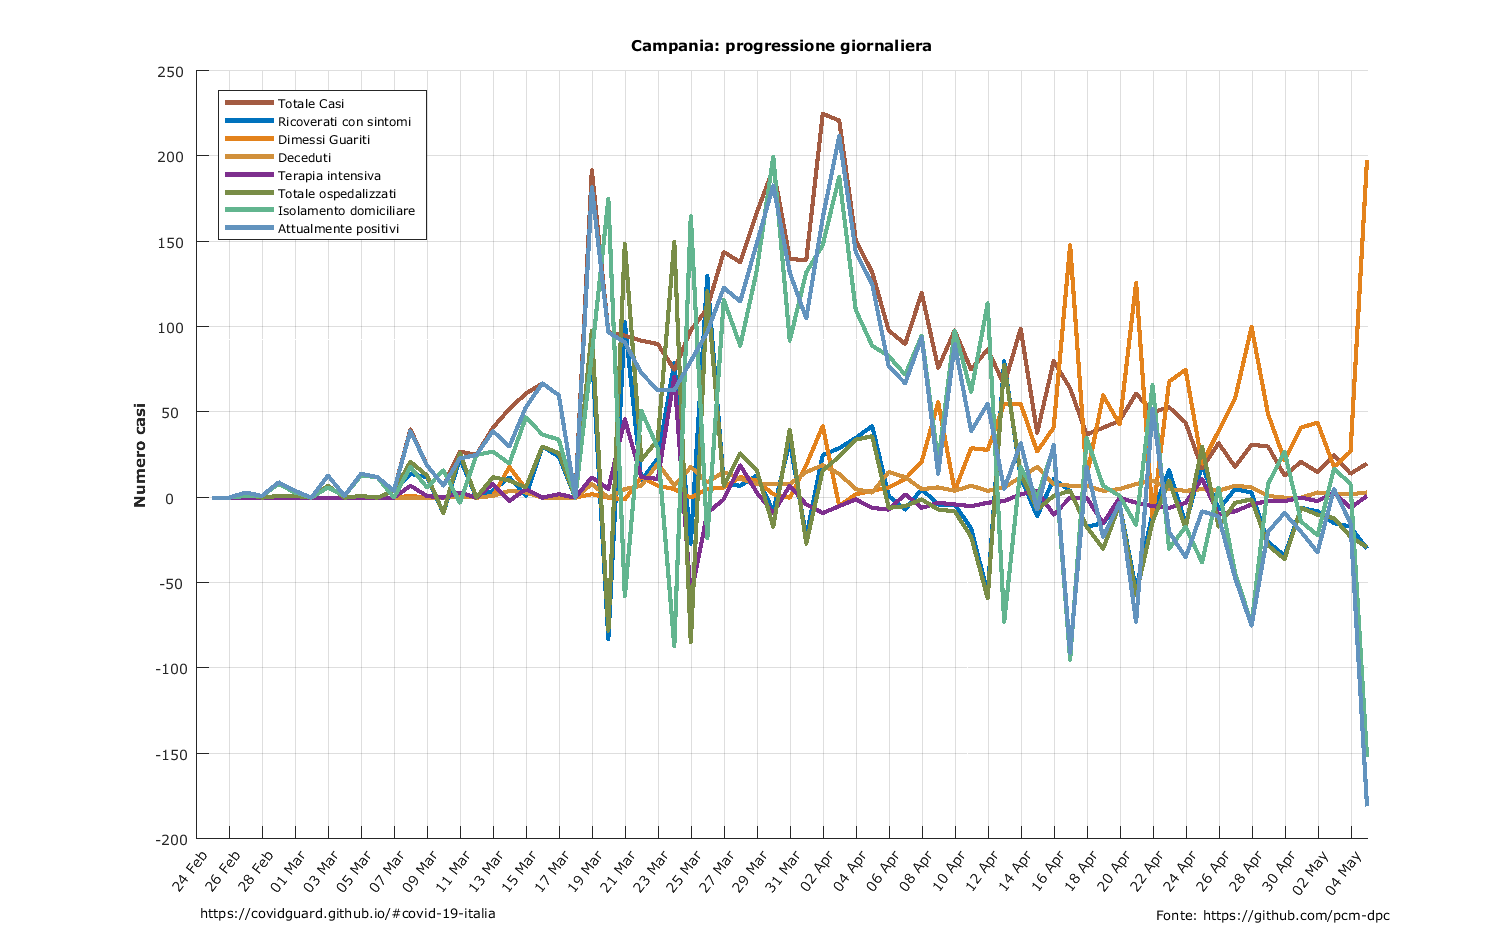 Campania: progressione giornaliera
250
200
150
100
50
0
-50
-100
-150
-200
Numero casi
Totale Casi
Ricoverati con sintomi
Dimessi Guariti
Deceduti
Terapia intensiva
Totale ospedalizzati
Isolamento domiciliare
Attualmente positivi
24 Feb
26 Feb
28 Feb
01 Mar
03 Mar
05 Mar
07 Mar
09 Mar
11 Mar
13 Mar
15 Mar
17 Mar
19 Mar
21 Mar
23 Mar
25 Mar
27 Mar
29 Mar
31 Mar
02 Apr
04 Apr
06 Apr
08 Apr
10 Apr
12 Apr
14 Apr
16 Apr
18 Apr
20 Apr
22 Apr
24 Apr
26 Apr
28 Apr
30 Apr
02 May
04 May
https://covidguard.github.io/#covid-19-italia
Fonte: https://github.com/pcm-dpc